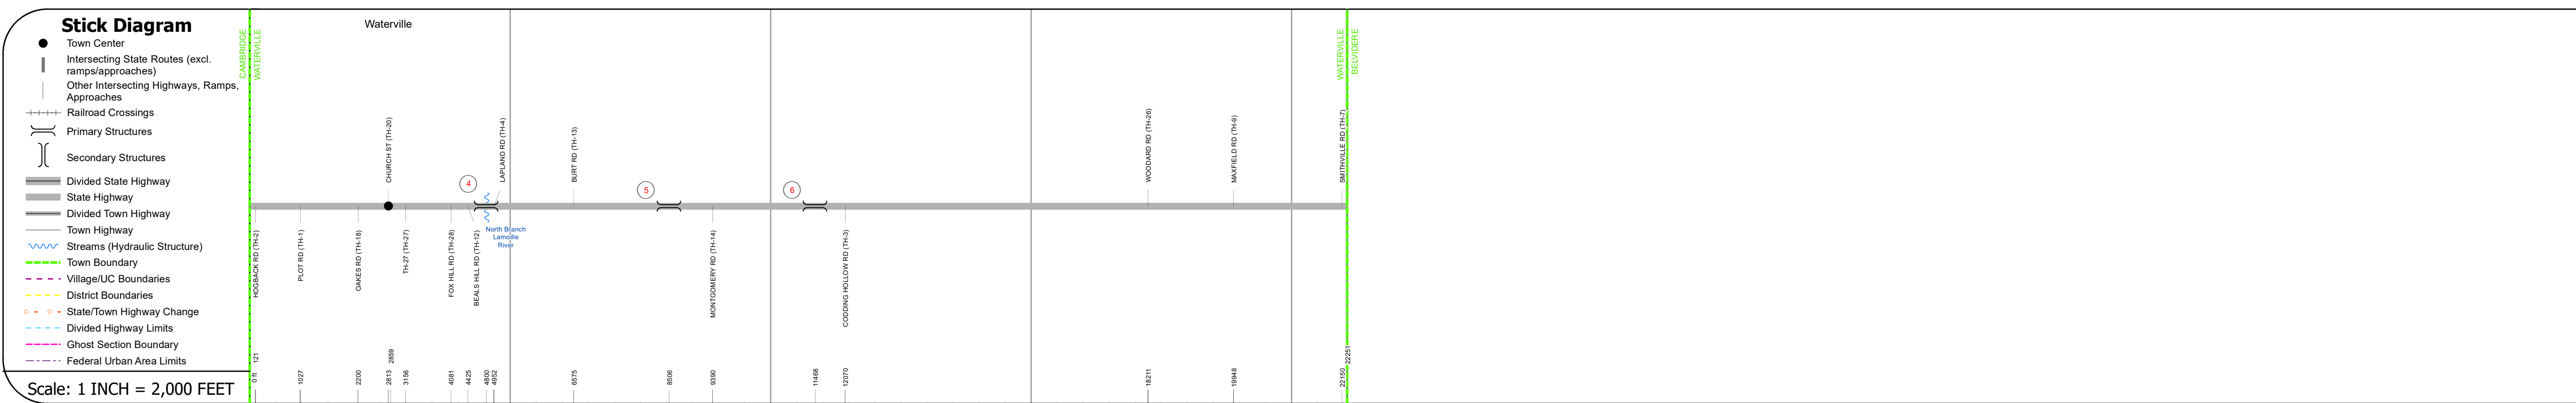 Stick Diagram
Town Center
Intersecting State Routes (excl.
ramps/approaches)
Other Intersecting Highways, Ramps,
Approaches
Railroad Crossings
Primary Structures
Secondary Structures
Divided State Highway
State Highway
Divided Town Highway
Town Highway
Streams (Hydraulic Structure)
Town Boundary
Village/UC Boundaries
District Boundaries
State/Town Highway Change
Divided Highway Limits
Ghost Section Boundary
Federal Urban Area Limits
Scale: 1 INCH = 2,000 FEET
CAMBRIDGE
WATERVILLE
Waterville
WATERVILLE
BELVIDERE
CHURCH ST (TH-20)
LAPLAND RD (TH-4)
BURT RD (TH-13)
WOODARD RD (TH-26)
MAXFIELD RD (TH-9)
SMITHVILLE RD (TH-7)
4
5
6
HOGBACK RD (TH-2)
PLOT RD (TH-1)
OAKES RD (TH-18)
TH-27 (TH-27)
FOX HILL RD (TH-28)
BEALS HILL RD (TH-12)
North Branch
Lamoille
River
MONTGOMERY RD (TH-14)
CODDING HOLLOW RD (TH-3)
0 ft
121
1027
2200
2813
2859
3156
4081
4425
4800
4952
6575
8506
9390
11468
12070
18211
19948
22150
22251